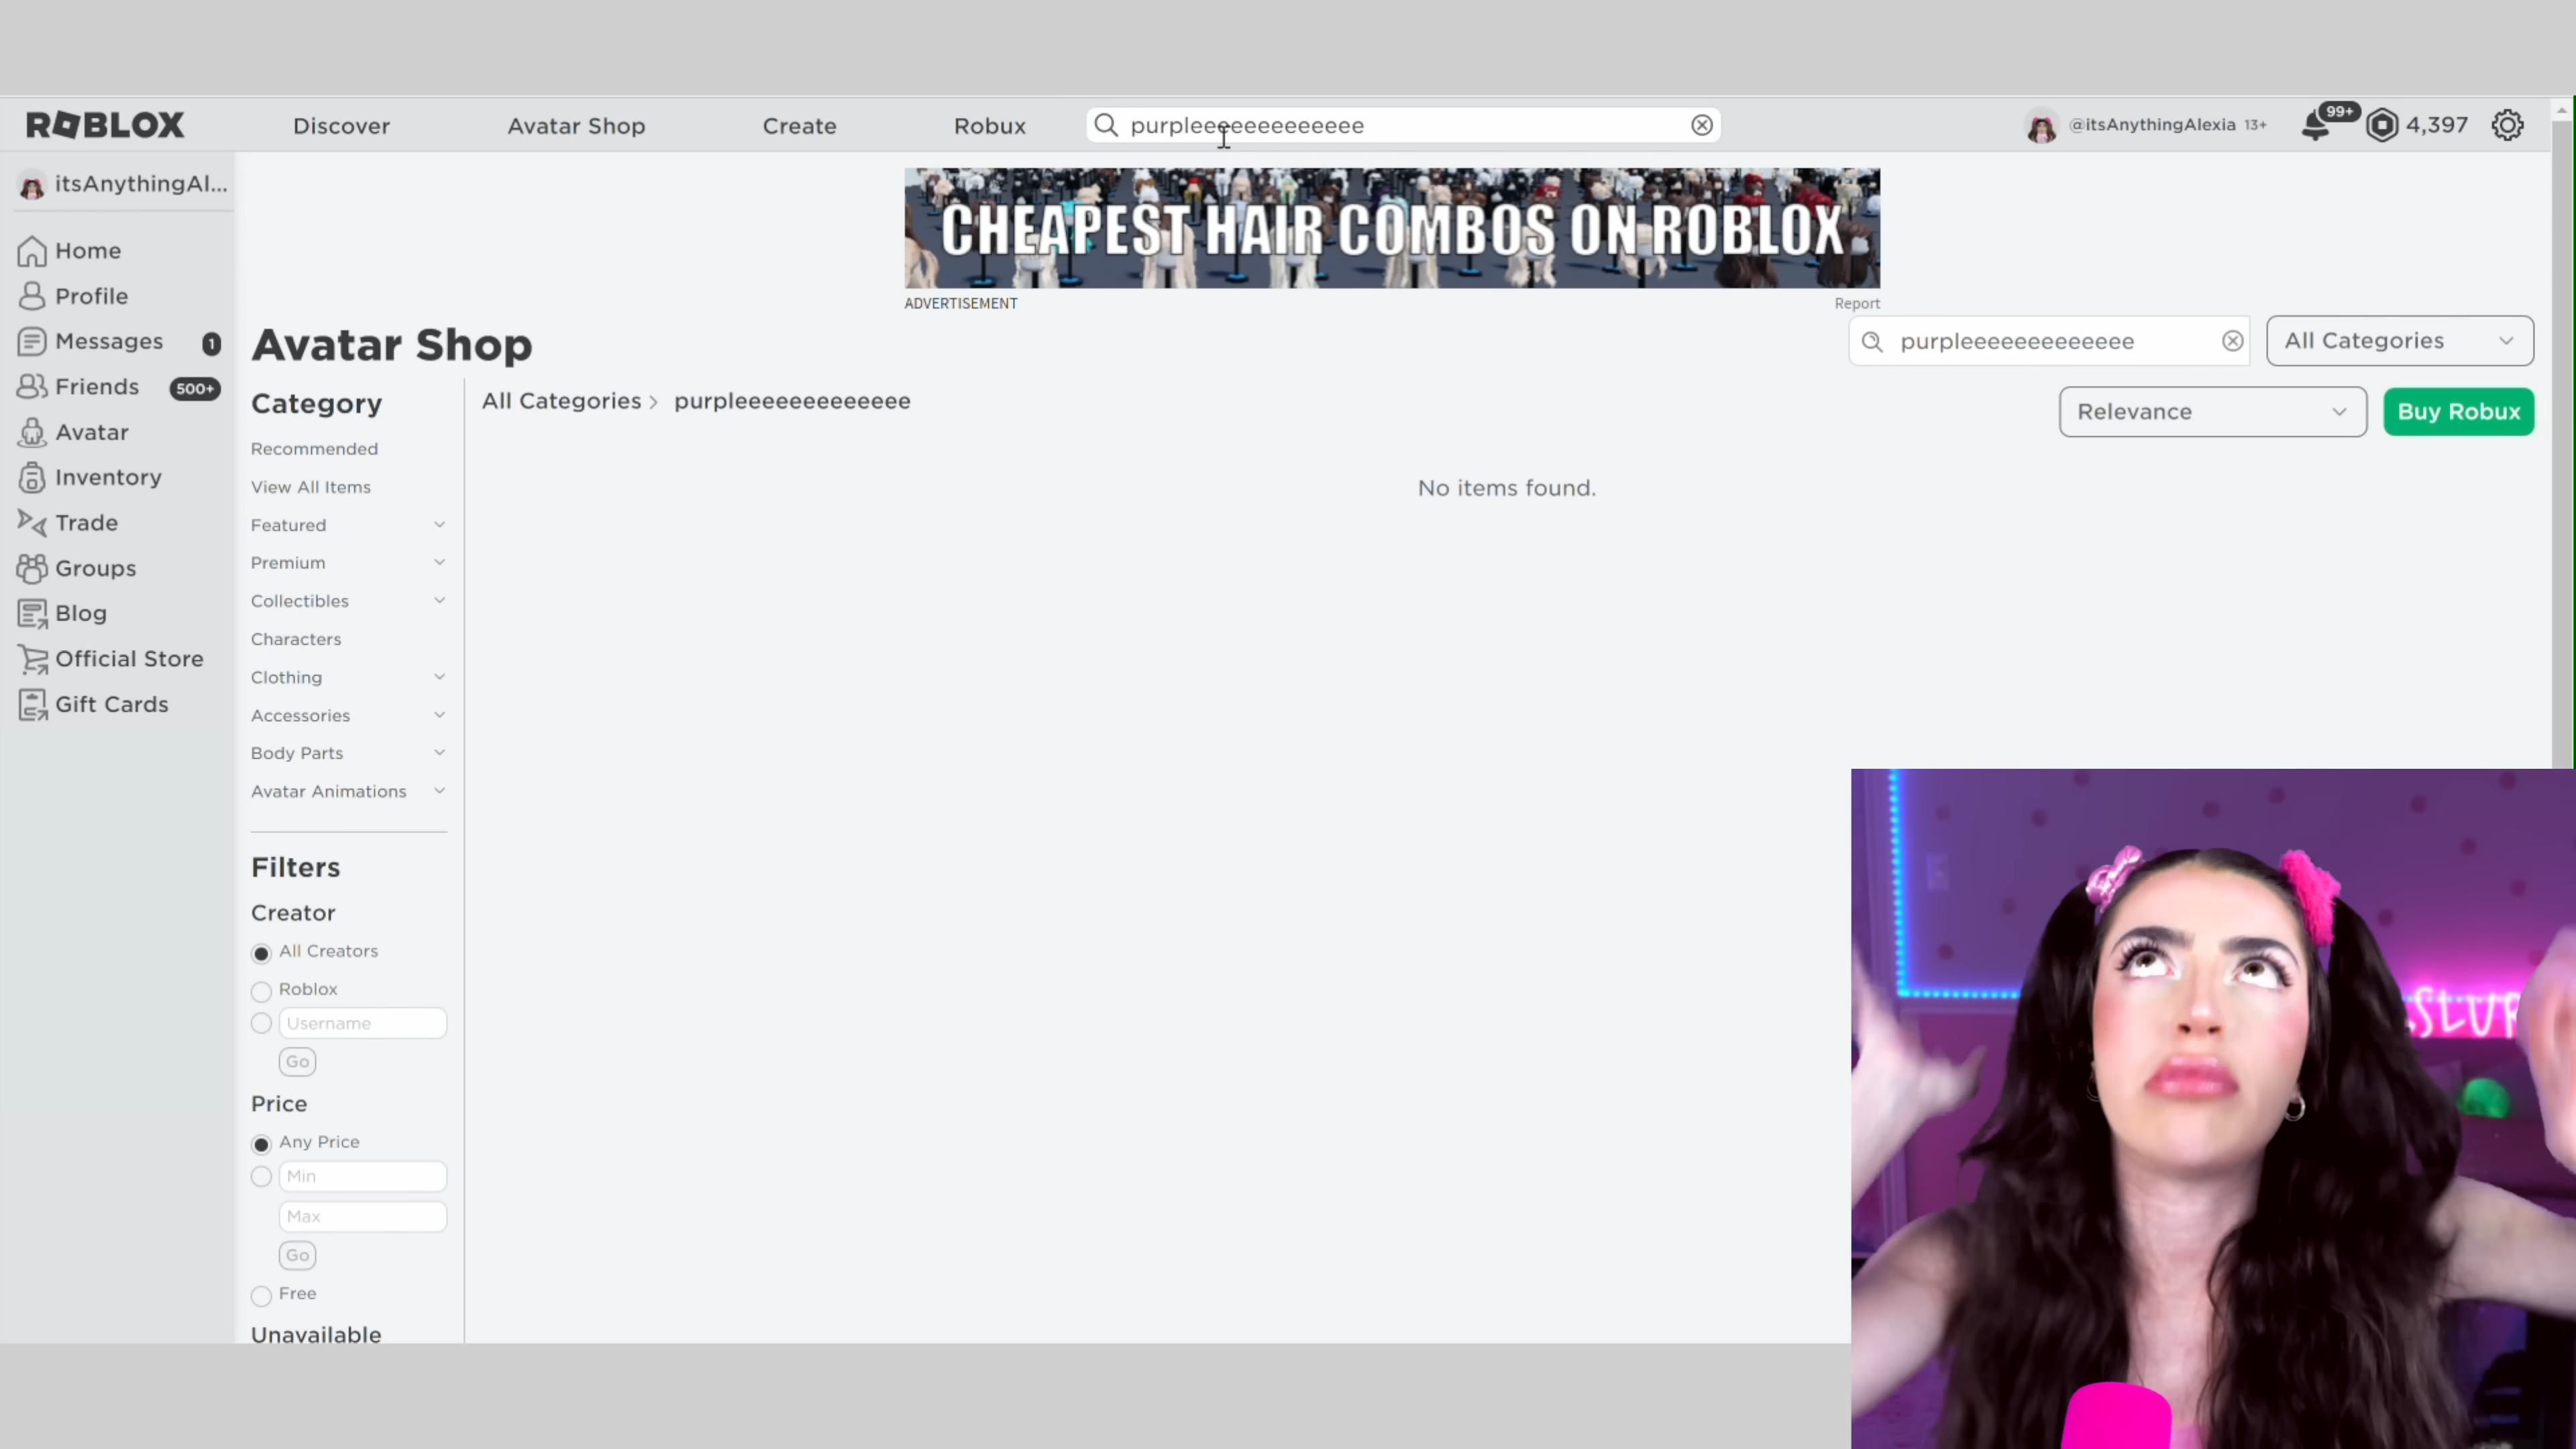 ROBLOX Discover Avatar Shop Create Robux purpleeeeeeeeeeeeee @itsAnythingAlexia 13+ 99+ 4,397
itsAnythingAl...
Home
Profile
Messages 1
Friends 500+
Avatar
Inventory
Trade
Groups
Blog
Official Store
Gift Cards
CHEAPEST HAIR COMBOS ON ROBLOX
ADVERTISEMENT Report
Avatar Shop
purpleeeeeeeeeeeeee All Categories
Category
Recommended
View All Items
Featured
Premium
Collectibles
Characters
Clothing
Accessories
Body Parts
Avatar Animations
All Categories > purpleeeeeeeeeeeeee
Relevance Buy Robux
No items found.
Filters
Creator
All Creators
Roblox
Username
Go
Price
Any Price
Min
Max
Go
Free
Unavailable